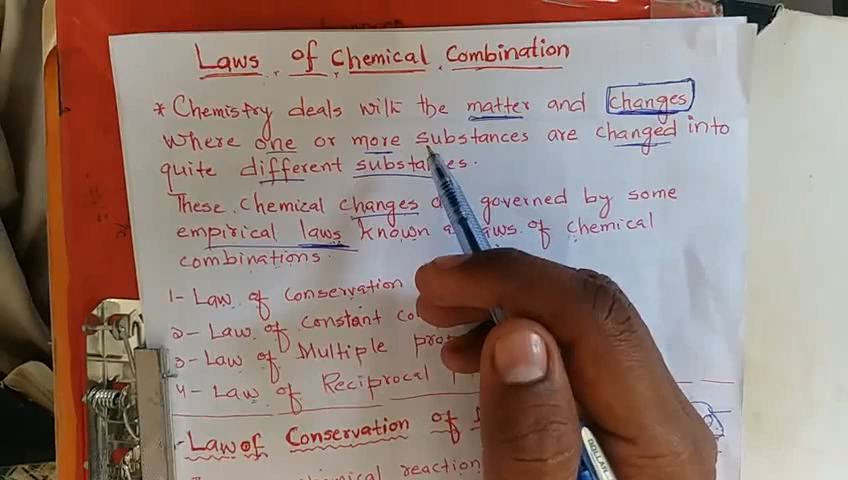 Laws of Chemical Combination
* Chemistry deals with the matter and changes
where one or more substances are changed into
quite different substances.
These Chemical changes governed by some
empirical laws known as laws of chemical
combinations.
1- Law of Conservation
2- Law of Constant
3- Law of Multiple
4- Law of Reciprocal
Law of Conservation of
chemical reaction
DOLLAR